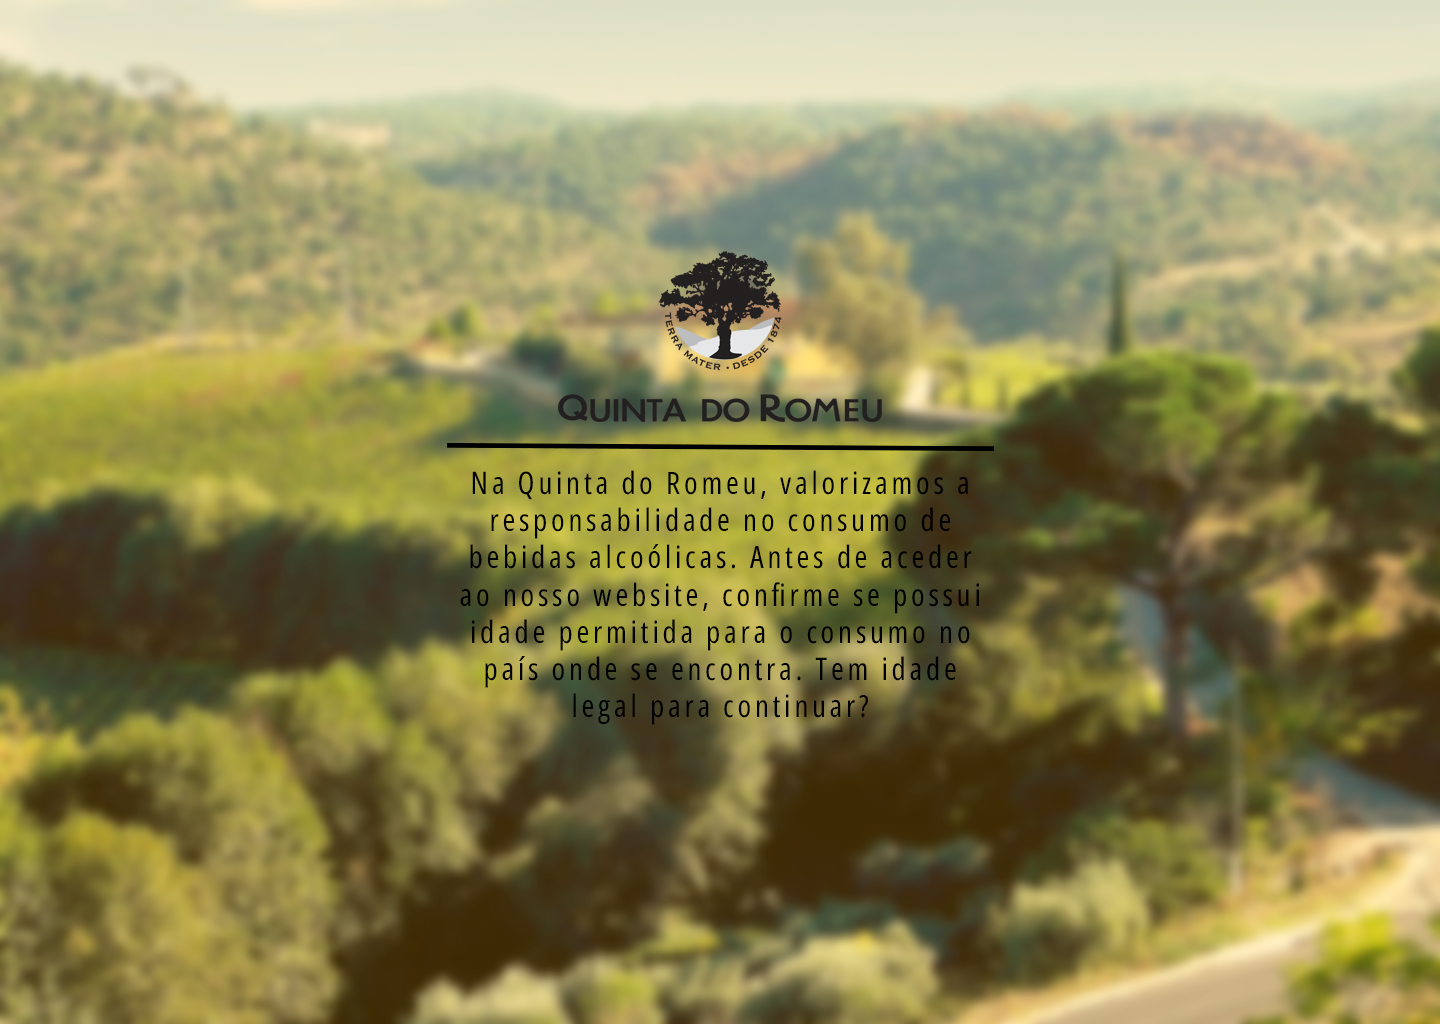 TERRA MATER • DESDE 1874
QUINTA DO ROMEU
Na Quinta do Romeu, valorizamos a
responsabilidade no consumo de
bebidas alcoólicas. Antes de aceder
ao nosso website, confirme se possui
idade permitida para o consumo no
país onde se encontra. Tem idade
legal para continuar?